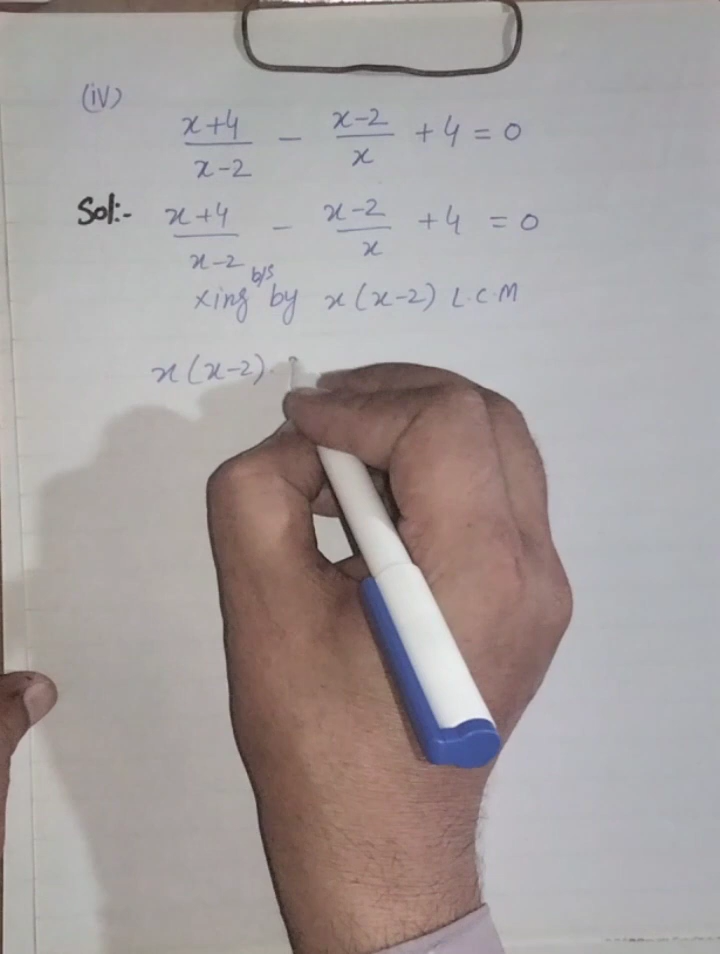 (iv)
x+4/x-2 - x-2/x +4 = 0
Sol:- x+4/x-2 - x-2/x +4 = 0
xing b/s by x(x-2) L.C.M
x(x-2).